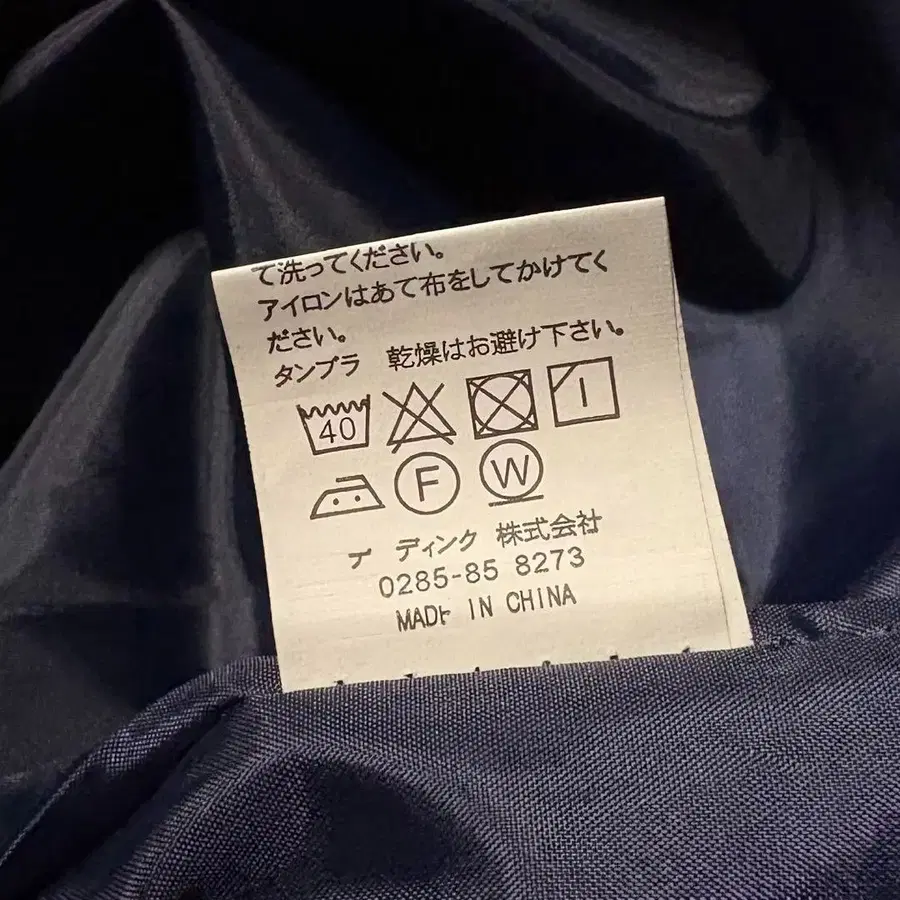 て洗ってください。
アイロンはあて布をしてかけてく
ださい。
タンブラ 乾燥はお避け下さい。
40
F W
ディンク 株式会社
0285-85 8273
MADE IN CHINA